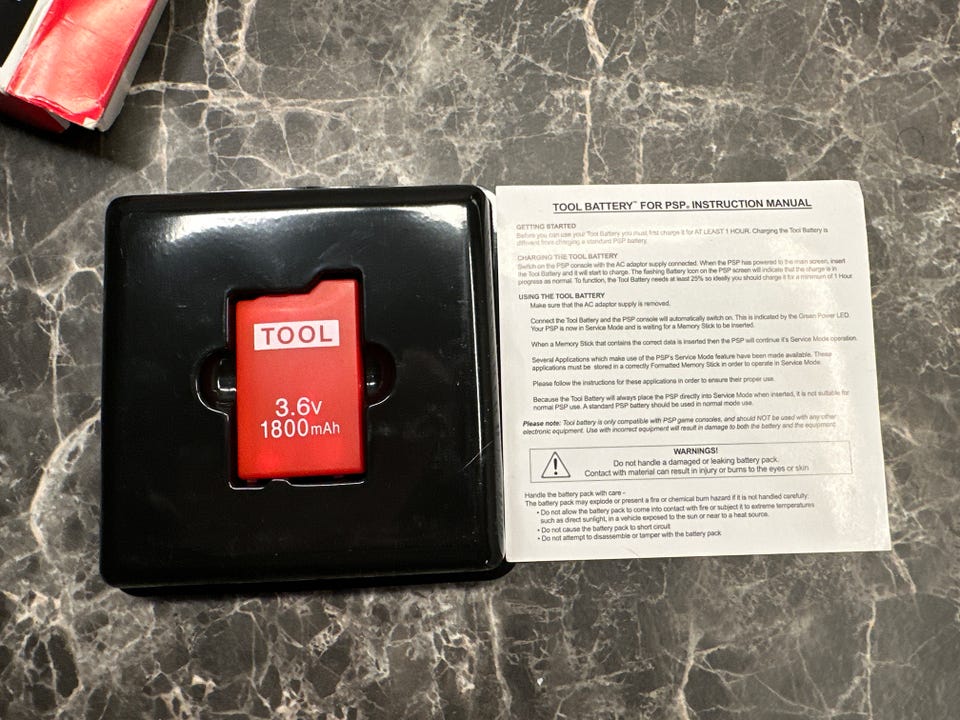 TOOL
3.6v
1800mAh
TOOL BATTERY™ FOR PSP® INSTRUCTION MANUAL
GETTING STARTED
Before you can use your Tool Battery you must first charge it for AT LEAST 1 HOUR. Charging the Tool Battery is
different from charging a standard PSP battery.
CHARGING THE TOOL BATTERY
Switch on the PSP console with the AC adaptor supply connected. When the PSP has powered to the main screen, insert
the Tool Battery and it will start to charge. The flashing Battery Icon on the PSP screen will indicate that the charge is in
progress as normal. To function, the Tool Battery needs at least 25% so ideally you should charge it for a minimum of 1 Hour
USING THE TOOL BATTERY
Make sure that the AC adaptor supply is removed.
Connect the Tool Battery and the PSP console will automatically switch on. This is indicated by the Green Power LED.
Your PSP is now in Service Mode and is waiting for a Memory Stick to be inserted.
When a Memory Stick that contains the correct data is inserted then the PSP will continue it's Service Mode operation.
Several Applications which make use of the PSP's Service Mode feature have been made available. These
applications must be stored in a correctly Formatted Memory Stick in order to operate in Service Mode.
Please follow the instructions for these applications in order to ensure their proper use.
Because the Tool Battery will always place the PSP directly into Service Mode when inserted, it is not suitable for
normal PSP use. A standard PSP battery should be used in normal mode use.
Please note: Tool battery is only compatible with PSP game consoles, and should NOT be used with any other
electronic equipment. Use with incorrect equipment will result in damage to both the battery and the equipment
WARNINGS!
Do not handle a damaged or leaking battery pack.
Contact with material can result in injury or burns to the eyes or skin
Handle the battery pack with care -
The battery pack may explode or present a fire or chemical burn hazard if it is not handled carefully:
• Do not allow the battery pack to come into contact with fire or subject it to extreme temperatures
such as direct sunlight, in a vehicle exposed to the sun or near to a heat source.
• Do not cause the battery pack to short circuit
• Do not attempt to disassemble or tamper with the battery pack